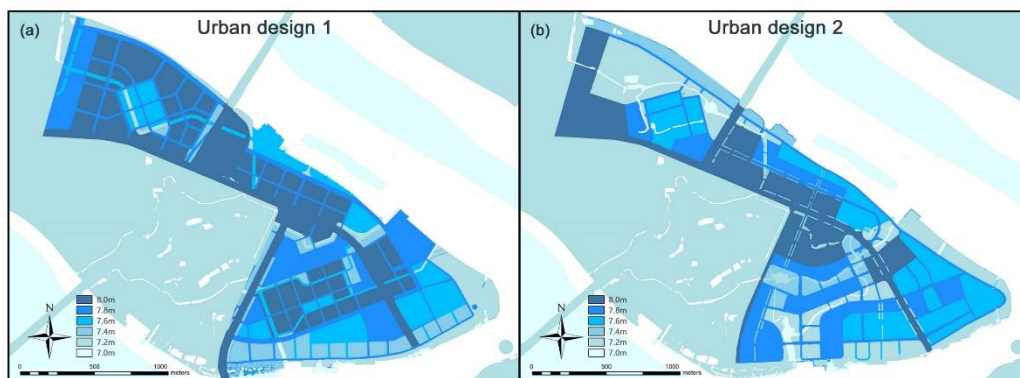 (a)
Urban design 1
N
8.0m
7.8m
7.6m
7.4m
7.2m
7.0m
0
500
1000
meters
(b)
Urban design 2
N
8.0m
7.8m
7.6m
7.4m
7.2m
7.0m
0
500
1000
meters